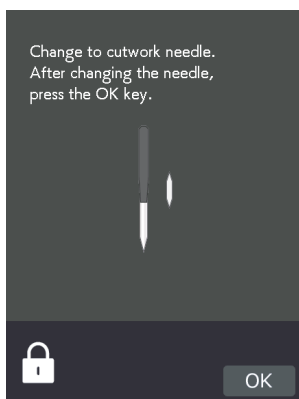 Change to cutwork needle.
After changing the needle,
press the OK key.
OK